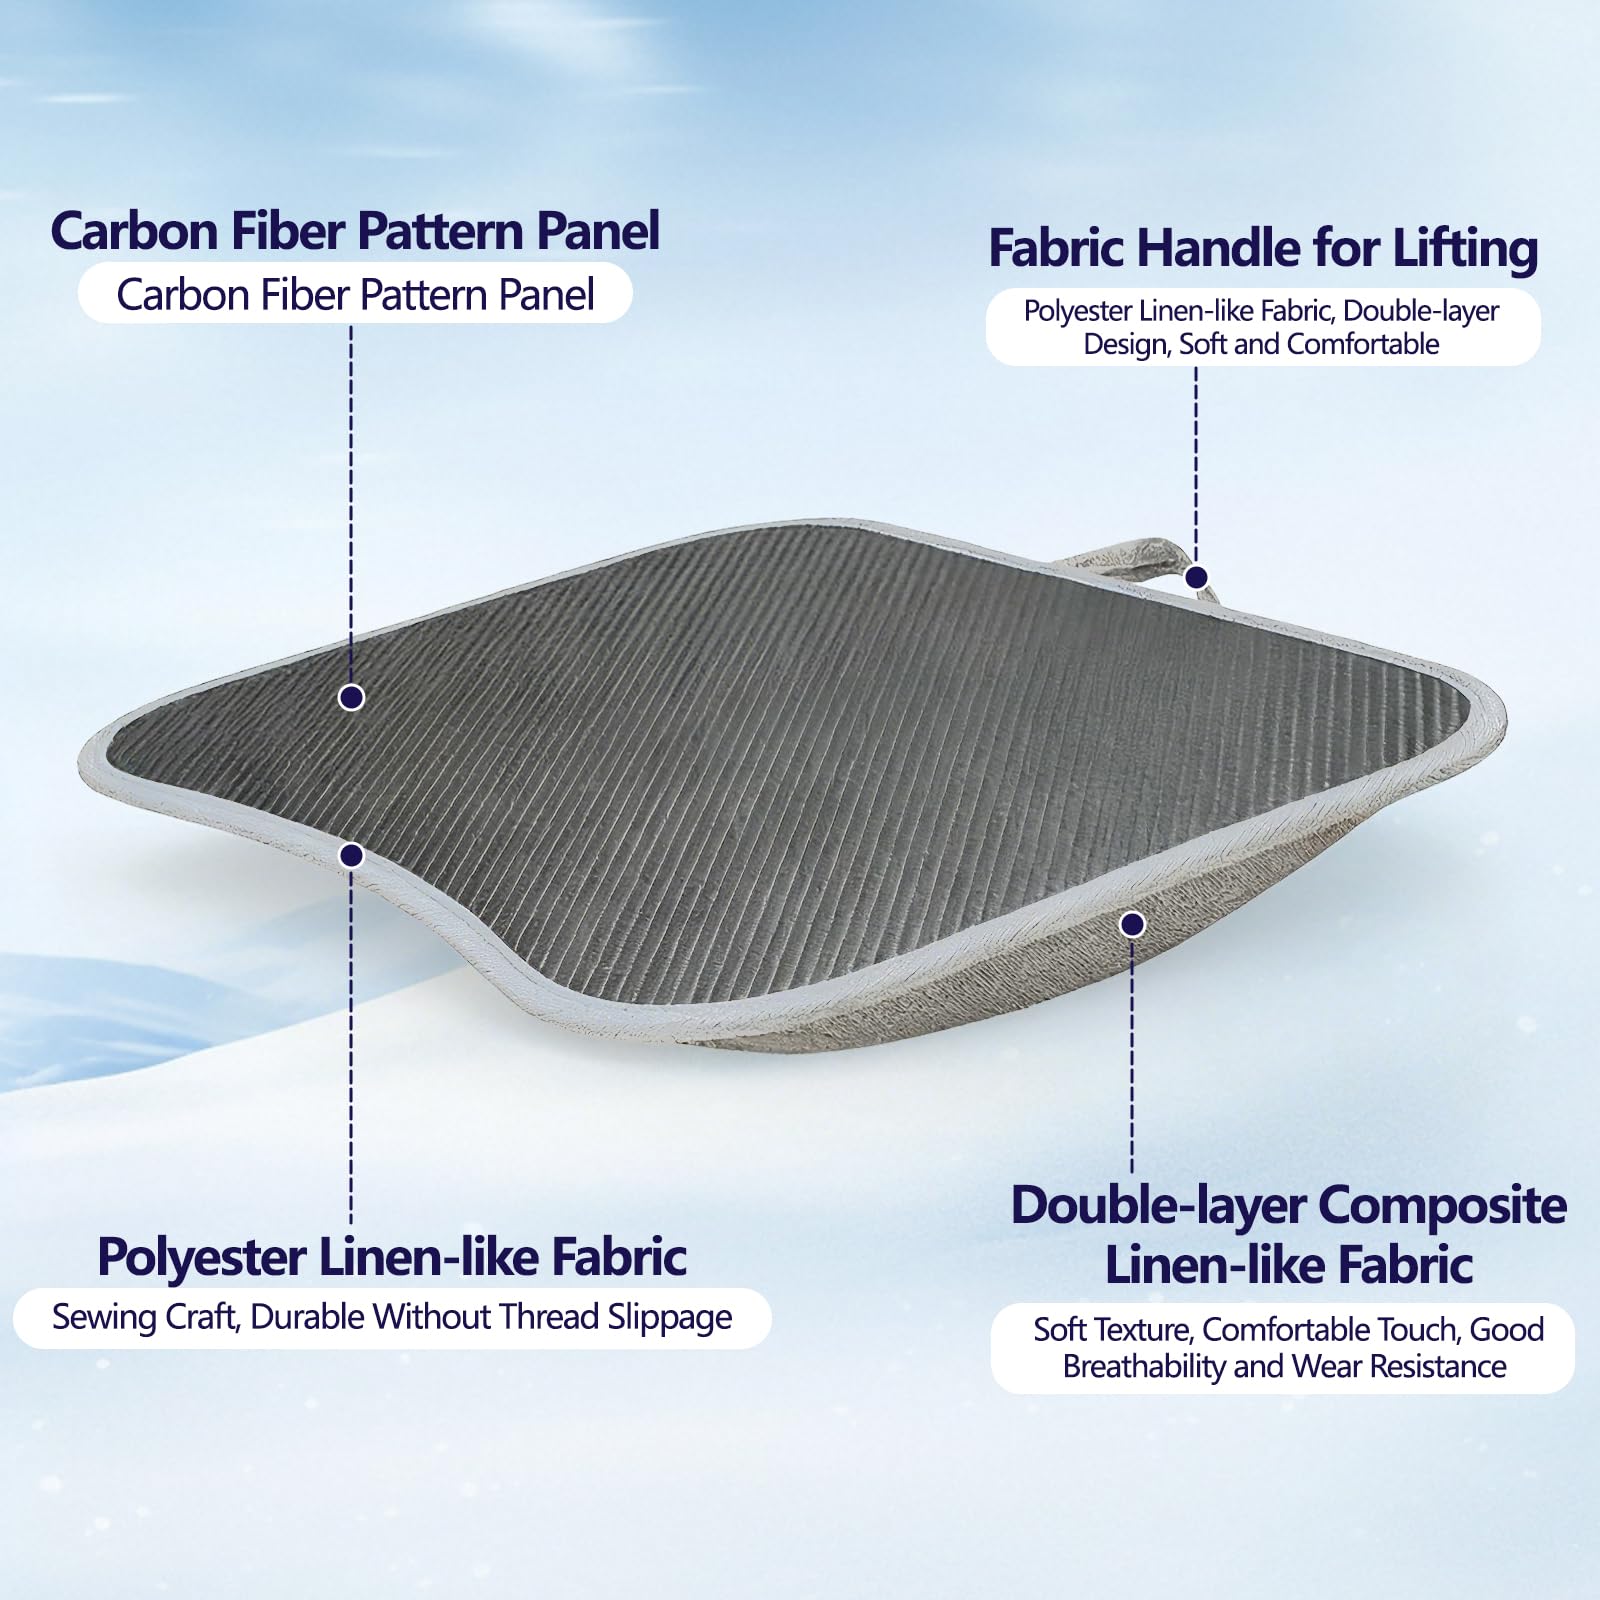 Carbon Fiber Pattern Panel
Carbon Fiber Pattern Panel
Fabric Handle for Lifting
Polyester Linen-like Fabric, Double-layer
Design, Soft and Comfortable
Polyester Linen-like Fabric
Sewing Craft, Durable Without Thread Slippage
Double-layer Composite
Linen-like Fabric
Soft Texture, Comfortable Touch, Good
Breathability and Wear Resistance